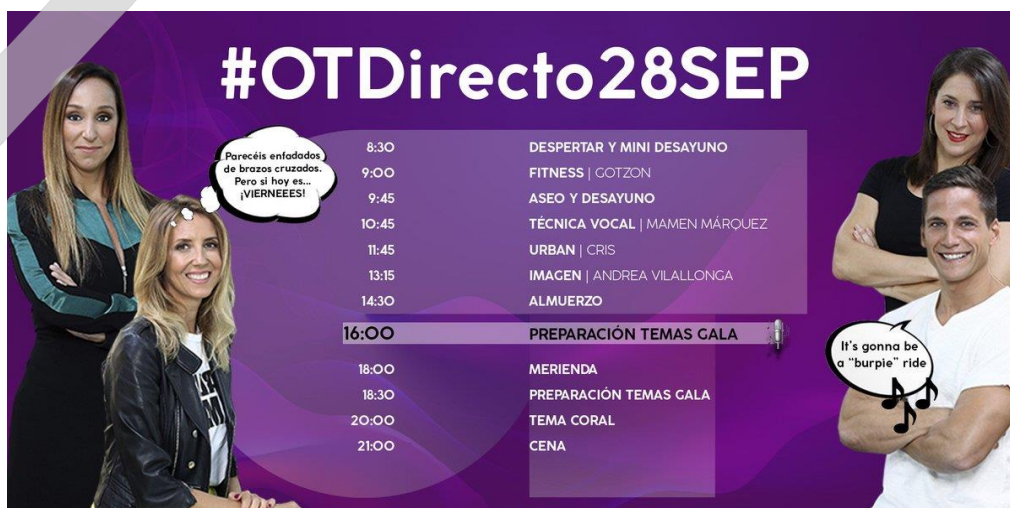 #OTDirecto28SEP
Parecéis enfadados
de brazos cruzados.
Pero si hoy es...
¡VIERNEEES!
8:30 DESPERTAR Y MINI DESAYUNO
9:00 FITNESS | GOTZON
9:45 ASEO Y DESAYUNO
10:45 TÉCNICA VOCAL | MAMEN MÁRQUEZ
11:45 URBAN | CRIS
13:15 IMAGEN | ANDREA VILALLONGA
14:30 ALMUERZO
16:00 PREPARACIÓN TEMAS GALA
18:00 MERIENDA
18:30 PREPARACIÓN TEMAS GALA
20:00 TEMA CORAL
21:00 CENA
It's gonna be
a "burpie" ride